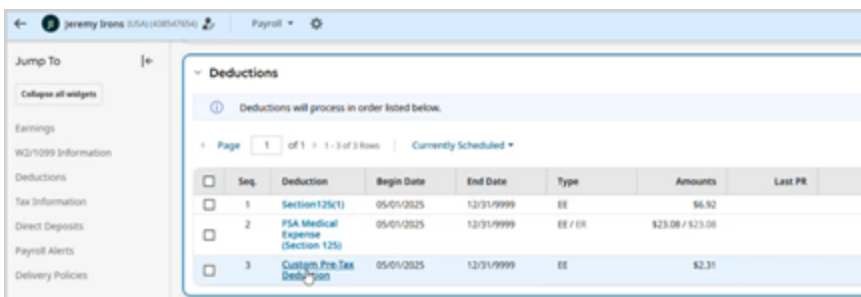 Jeremy Irons (USA) (438547654)
Payroll
Jump To
Collapse all widgets
Earnings
W2/1099 Information
Deductions
Tax Information
Direct Deposits
Payroll Alerts
Delivery Policies
Deductions
Deductions will process in order listed below.
Page 1 of 1 1 - 3 of 3 Rows Currently Scheduled
Seq. Deduction Begin Date End Date Type Amounts Last PR
1 Section125(1) 05/01/2025 12/31/9999 EE $6.92
2 FSA Medical Expense (Section 125) 05/01/2025 12/31/9999 EE / ER $23.08 / $23.08
3 Custom Pre-Tax Deduction 05/01/2025 12/31/9999 EE $2.31